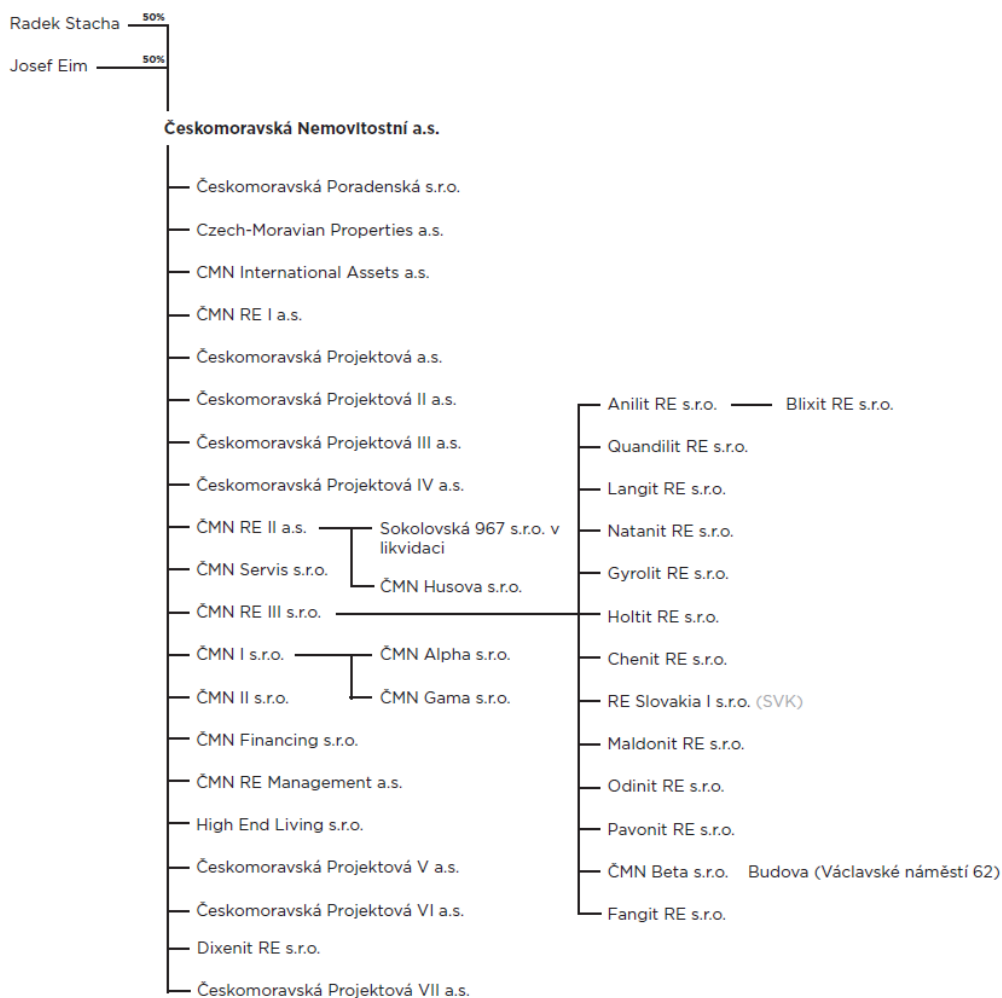 Radek Stacha 50%
Josef Eim 50%
Českomoravská Nemovitostní a.s.
Českomoravská Poradenská s.r.o.
Czech-Moravian Properties a.s.
CMN International Assets a.s.
ČMN RE I a.s.
Českomoravská Projektová a.s.
Českomoravská Projektová II a.s.
Českomoravská Projektová III a.s.
Českomoravská Projektová IV a.s.
ČMN RE II a.s.
Sokolovská 967 s.r.o. v
likvidaci
ČMN Husova s.r.o.
ČMN Servis s.r.o.
ČMN RE III s.r.o.
Anilit RE s.r.o. Blixit RE s.r.o.
Quandilit RE s.r.o.
Langit RE s.r.o.
Natanit RE s.r.o.
Gyrolit RE s.r.o.
Holtit RE s.r.o.
Chenit RE s.r.o.
RE Slovakia I s.r.o. (SVK)
Maldonit RE s.r.o.
Odinit RE s.r.o.
Pavonit RE s.r.o.
ČMN Beta s.r.o. Budova (Václavské náměstí 62)
Fangit RE s.r.o.
ČMN I s.r.o.
ČMN Alpha s.r.o.
ČMN Gama s.r.o.
ČMN II s.r.o.
ČMN Financing s.r.o.
ČMN RE Management a.s.
High End Living s.r.o.
Českomoravská Projektová V a.s.
Českomoravská Projektová VI a.s.
Dixenit RE s.r.o.
Českomoravská Projektová VII a.s.